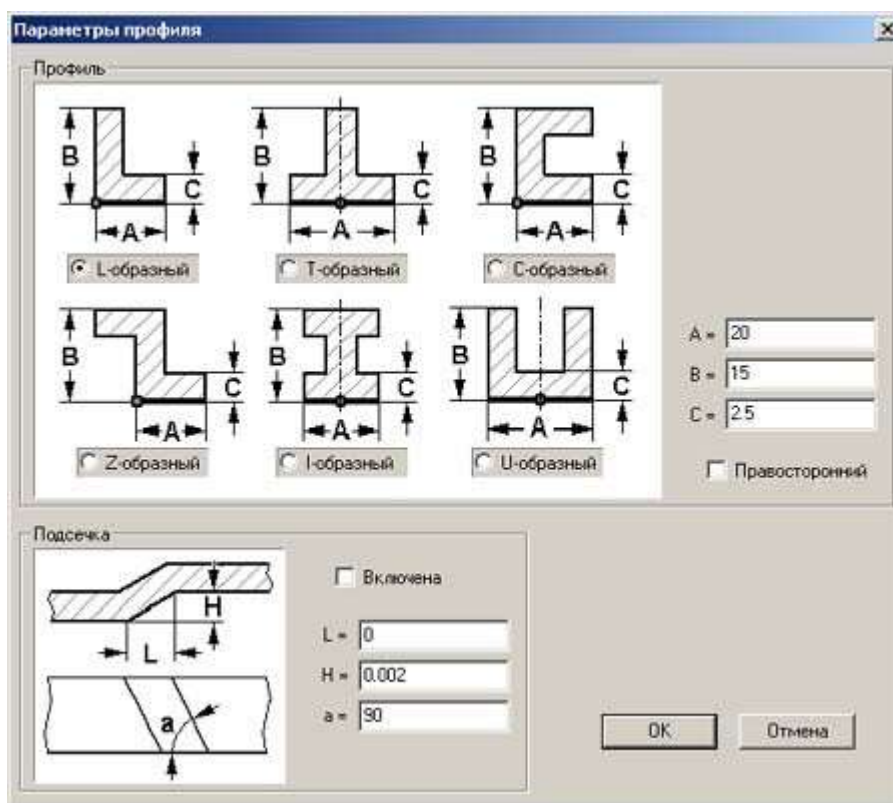 Параметры профиля
Профиль
B C A
B C A
B C A
L-образный
T-образный
C-образный
B C A
B C A
B C A
Z-образный
I-образный
U-образный
A = 20
B = 15
C = 2.5
Правосторонний
Подсечка
H
L
a
Включена
L = 0
H = 0.002
a = 90
OK
Отмена